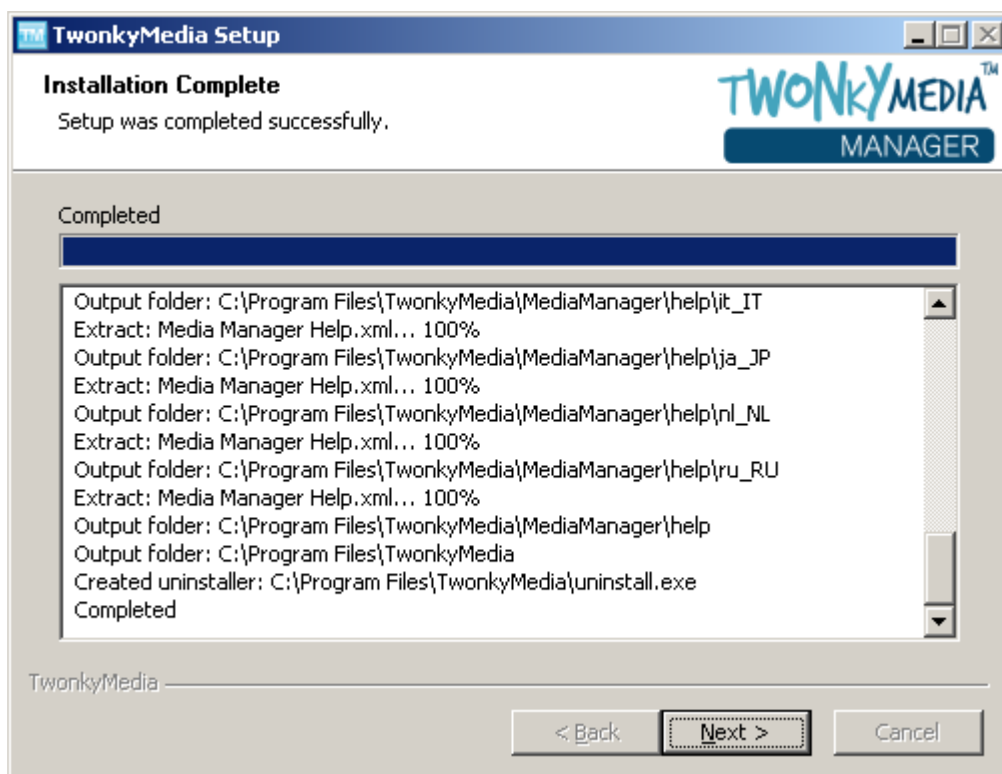 TM TwonkyMedia Setup
Installation Complete
Setup was completed successfully.
TWONKYMEDIA™
MANAGER
Completed
Output folder: C:\Program Files\TwonkyMedia\MediaManager\help\it_IT
Extract: Media Manager Help.xml... 100%
Output folder: C:\Program Files\TwonkyMedia\MediaManager\help\ja_JP
Extract: Media Manager Help.xml... 100%
Output folder: C:\Program Files\TwonkyMedia\MediaManager\help\nl_NL
Extract: Media Manager Help.xml... 100%
Output folder: C:\Program Files\TwonkyMedia\MediaManager\help\ru_RU
Extract: Media Manager Help.xml... 100%
Output folder: C:\Program Files\TwonkyMedia\MediaManager\help
Output folder: C:\Program Files\TwonkyMedia
Created uninstaller: C:\Program Files\TwonkyMedia\uninstall.exe
Completed
TwonkyMedia
< Back
Next >
Cancel